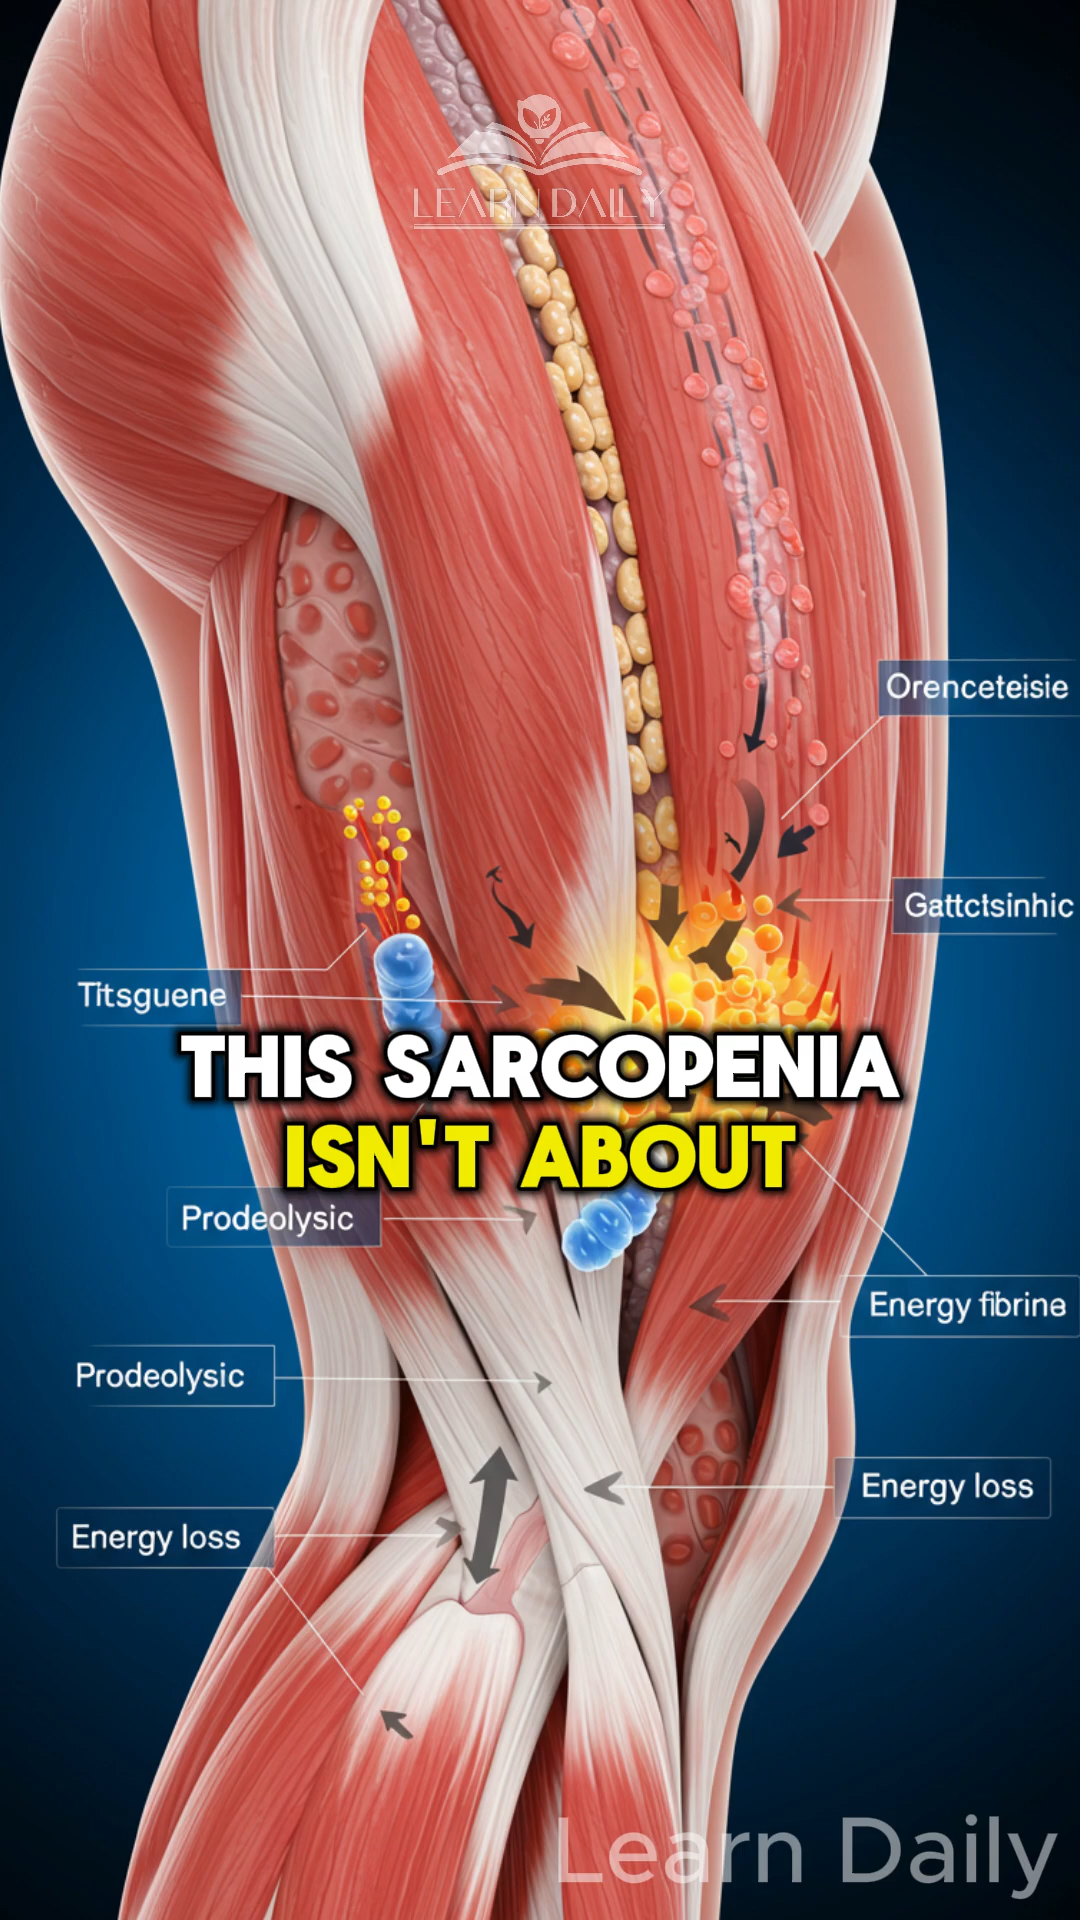 LEARN DAILY
Orenceteisie
Gattctsinhic
Titsguene
THIS SARCOPENIA
ISN'T ABOUT
Prodeolysic
Energy fibrine
Prodeolysic
Energy loss
Energy loss
Learn Daily